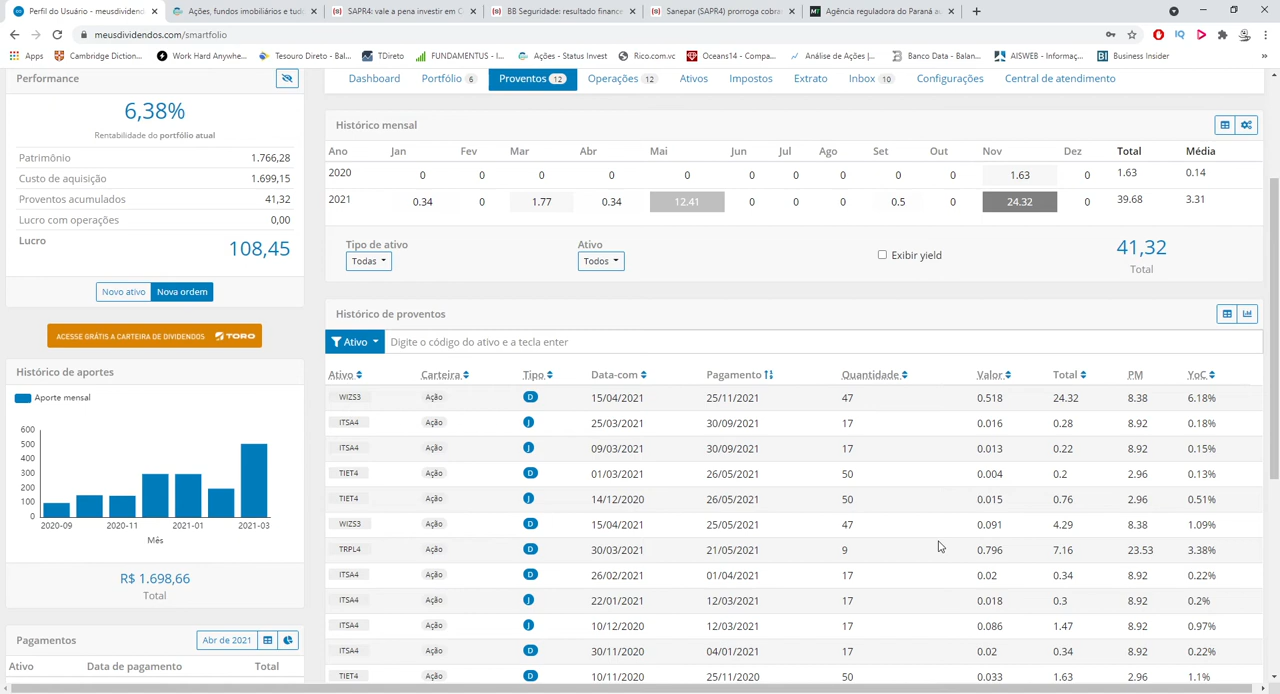 Perfil do Usuário - meusdividendo
Ações, fundos imobiliários e tudo
SAPR4: vale a pena investir em C
BB Seguridade: resultado finance
Sanepar (SAPR4) prorroga cobra
Agência reguladora do Paraná au
meusdividendos.com/smartfolio
Apps
Cambridge Diction...
Work Hard Anywhe...
Tesouro Direto - Bal...
TDireto
FUNDAMENTUS - I...
Ações - Status Invest
Rico.com.vc
Oceans14 - Compa...
Análise de Ações |...
Banco Data - Balan...
AISWEB - Informaç...
Business Insider
»
Performance
6,38%
Rentabilidade do portfólio atual
Patrimônio 1.766,28
Custo de aquisição 1.699,15
Proventos acumulados 41,32
Lucro com operações 0,00
Lucro 108,45
Novo ativo Nova ordem
ACESSE GRÁTIS A CARTEIRA DE DIVIDENDOS TORO
Histórico de aportes
Aporte mensal
600
500
400
300
200
100
0
2020-09 2020-11 2021-01 2021-03
Mês
R$ 1.698,66
Total
Pagamentos Abr de 2021
Ativo Data de pagamento Total
Dashboard Portfólio 6 Proventos 12 Operações 12 Ativos Impostos Extrato Inbox 10 Configurações Central de atendimento
Histórico mensal
Ano Jan Fev Mar Abr Mai Jun Jul Ago Set Out Nov Dez Total Média
2020 0 0 0 0 0 0 0 0 0 0 1.63 0 1.63 0.14
2021 0.34 0 1.77 0.34 12.41 0 0 0 0.5 0 24.32 0 39.68 3.31
Tipo de ativo Ativo
Todas Todos Exibir yield 41,32
Total
Histórico de proventos
Ativo Digite o código do ativo e a tecla enter
Ativo Carteira Tipo Data-com Pagamento Quantidade Valor Total PM YoC
WIZS3 Ação D 15/04/2021 25/11/2021 47 0.518 24.32 8.38 6.18%
ITSA4 Ação J 25/03/2021 30/09/2021 17 0.016 0.28 8.92 0.18%
ITSA4 Ação J 09/03/2021 30/09/2021 17 0.013 0.22 8.92 0.15%
TIET4 Ação D 01/03/2021 26/05/2021 50 0.004 0.2 2.96 0.13%
TIET4 Ação J 14/12/2020 26/05/2021 50 0.015 0.76 2.96 0.51%
WIZS3 Ação D 15/04/2021 25/05/2021 47 0.091 4.29 8.38 1.09%
TRPL4 Ação D 30/03/2021 21/05/2021 9 0.796 7.16 23.53 3.38%
ITSA4 Ação D 26/02/2021 01/04/2021 17 0.02 0.34 8.92 0.22%
ITSA4 Ação J 22/01/2021 12/03/2021 17 0.018 0.3 8.92 0.2%
ITSA4 Ação J 10/12/2020 12/03/2021 17 0.086 1.47 8.92 0.97%
ITSA4 Ação D 30/11/2020 04/01/2021 17 0.02 0.34 8.92 0.22%
TIET4 Ação D 10/11/2020 25/11/2020 50 0.033 1.63 2.96 1.1%